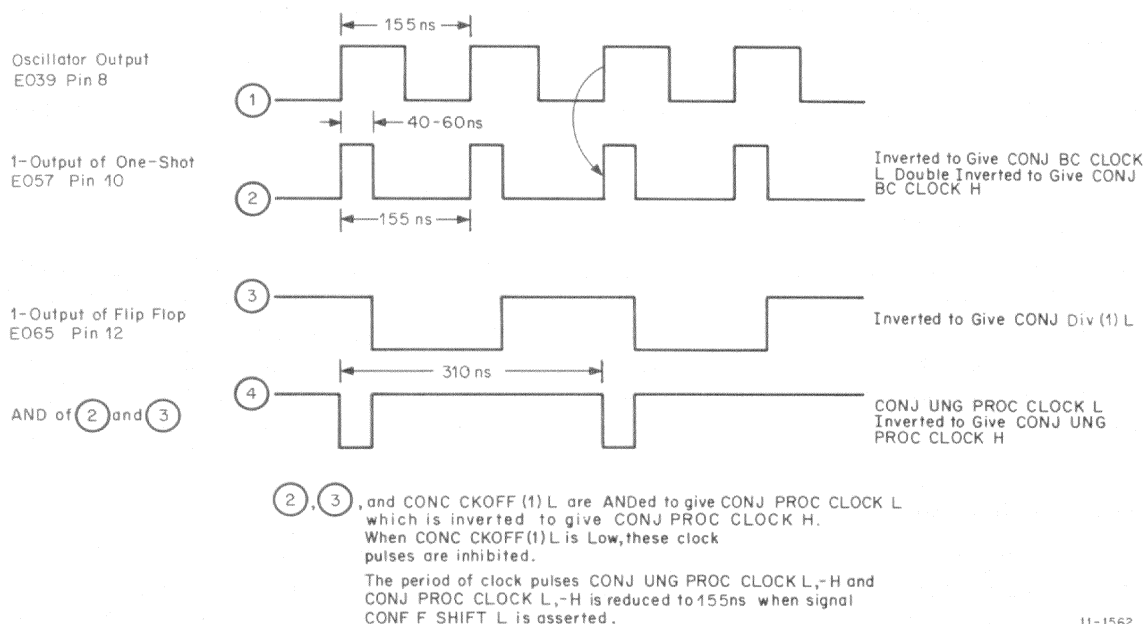 155ns
Oscillator Output
E039 Pin 8
1
40-60ns
1-Output of One-Shot
E057 Pin 10
2
Inverted to Give CONJ BC CLOCK
L Double Inverted to Give CONJ
BC CLOCK H
155 ns
3
1-Output of Flip Flop
E065 Pin 12
Inverted to Give CONJ Div (1) L
310 ns
4
AND of 2 and 3
CONJ UNG PROC CLOCK L
Inverted to Give CONJ UNG
PROC CLOCK H
2, 3, and CONC CKOFF (1) L are ANDed to give CONJ PROC CLOCK L
which is inverted to give CONJ PROC CLOCK H.
When CONC CKOFF(1) L is Low, these clock
pulses are inhibited.
The period of clock pulses CONJ UNG PROC CLOCK L,-H and
CONJ PROC CLOCK L,-H is reduced to 155ns when signal
CONF F SHIFT L is asserted.
11-1562